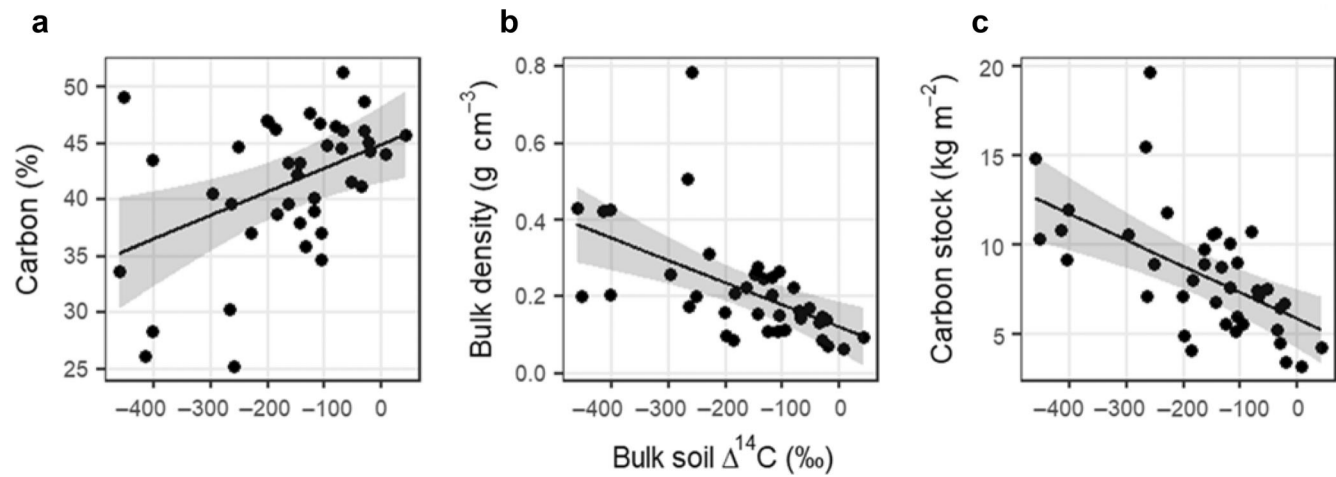 a b c
Carbon (%)
50
45
40
35
30
25
−400 −300 −200 −100 0
Bulk density (g cm⁻³)
0.8
0.6
0.4
0.2
0.0
−400 −300 −200 −100 0
Carbon stock (kg m⁻²)
20
15
10
5
−400 −300 −200 −100 0
Bulk soil Δ¹⁴C (‰)